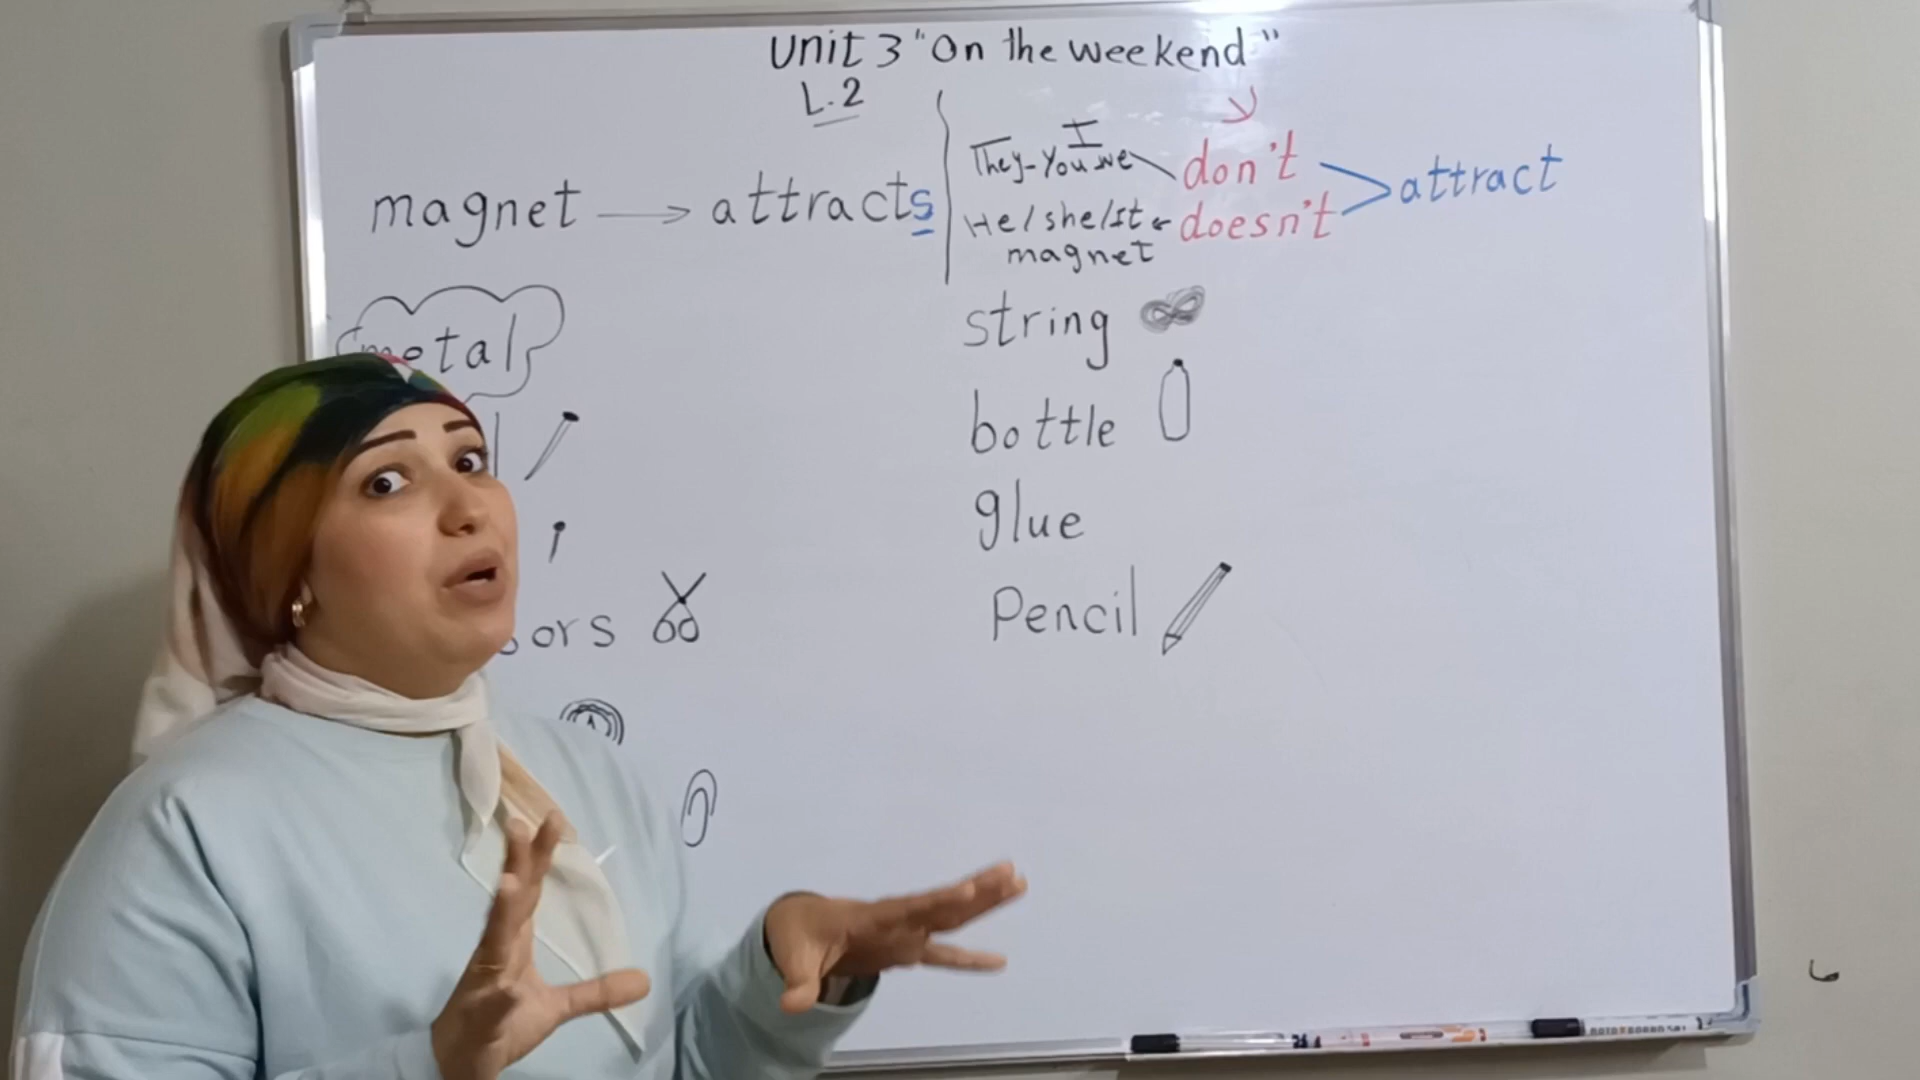 Unit 3 "On the weekend"
L.2
magnet → attracts
I
They-You we don't
He/she/It doesn't
magnet
attract
metal
string
bottle
glue
Pencil
A